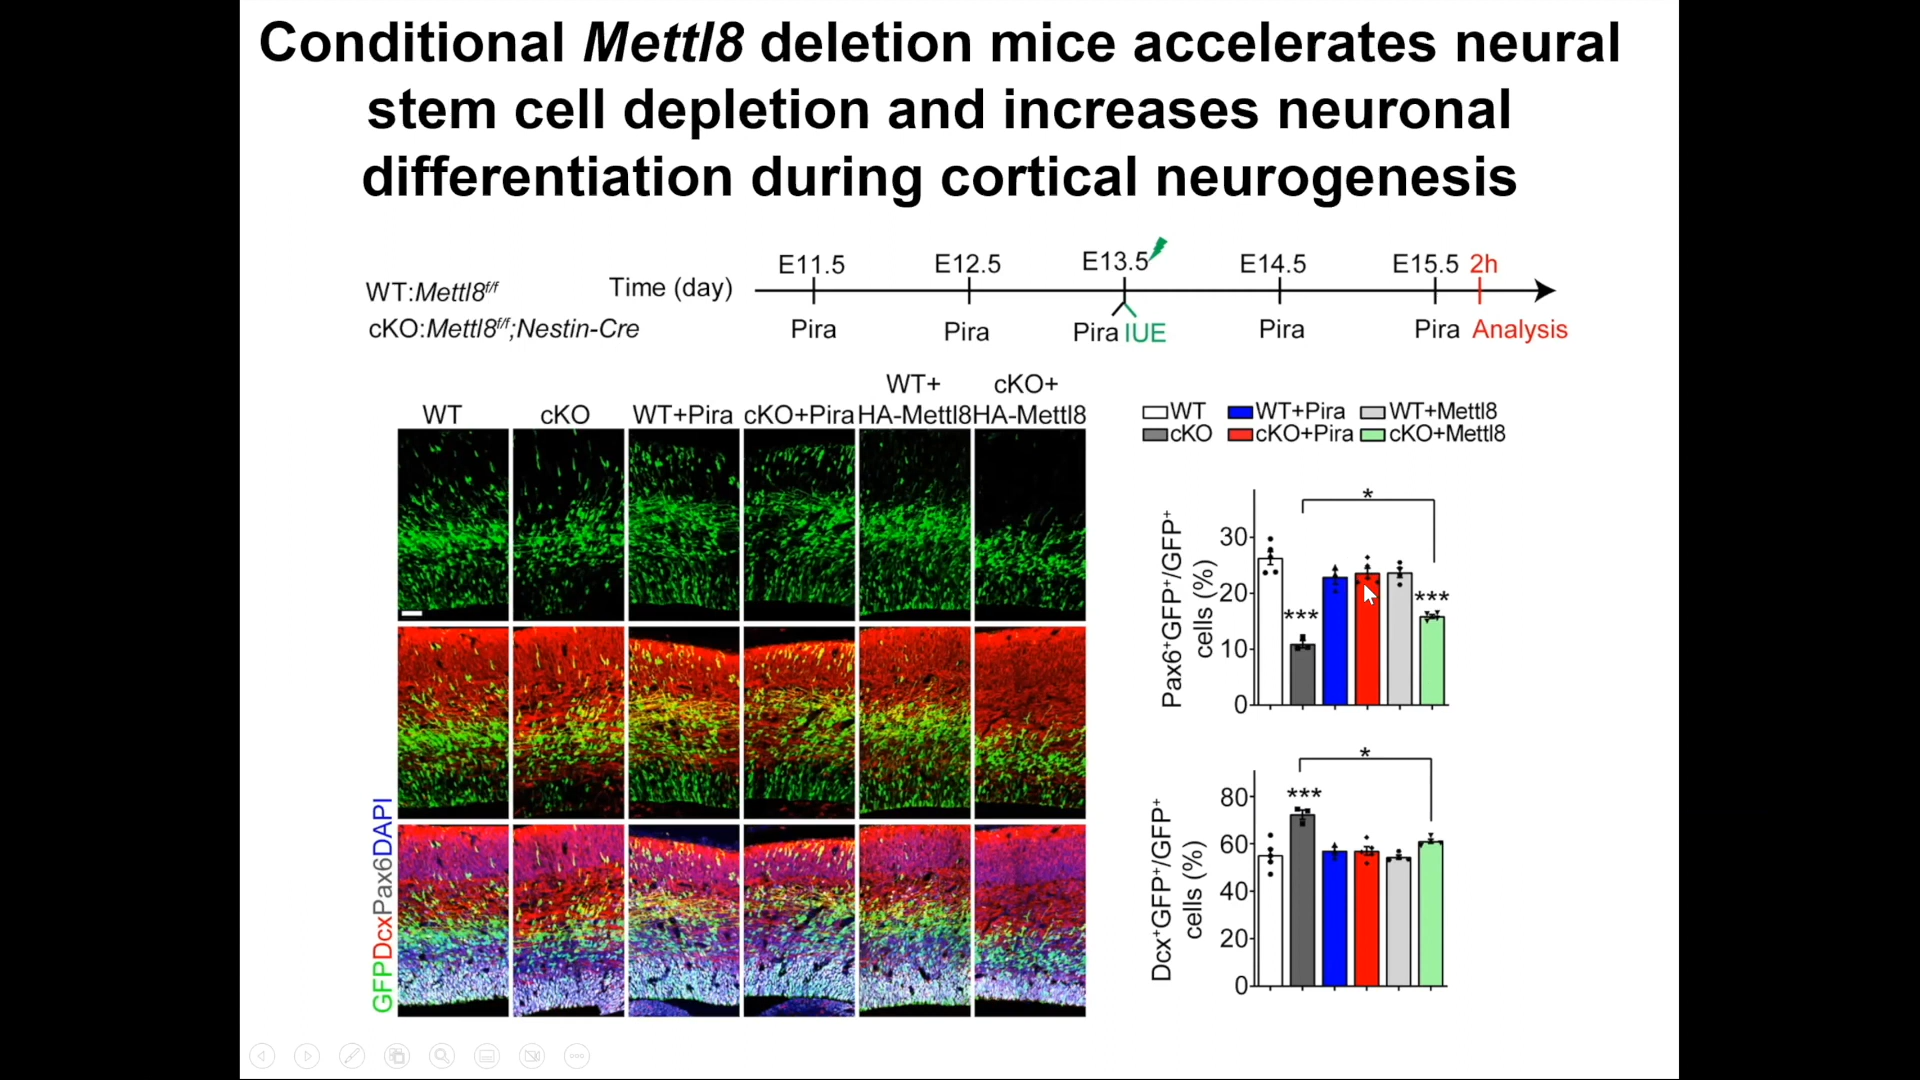 Conditional Mettl8 deletion mice accelerates neural
stem cell depletion and increases neuronal
differentiation during cortical neurogenesis
E11.5 E12.5 E13.5 E14.5 E15.5 2h
WT:Mettl8f/f Time (day)
cKO:Mettl8f/f;Nestin-Cre
Pira Pira Pira IUE Pira Pira Analysis
WT+ cKO+
WT cKO WT+Pira cKO+Pira HA-Mettl8 HA-Mettl8
GFPDcxPax6DAPI
WT WT+Pira WT+Mettl8
cKO cKO+Pira cKO+Mettl8
Pax6+GFP+/GFP+
cells (%)
30
20
10
0
*
***
***
Dcx+GFP+/GFP+
cells (%)
80
60
40
20
0
*
***